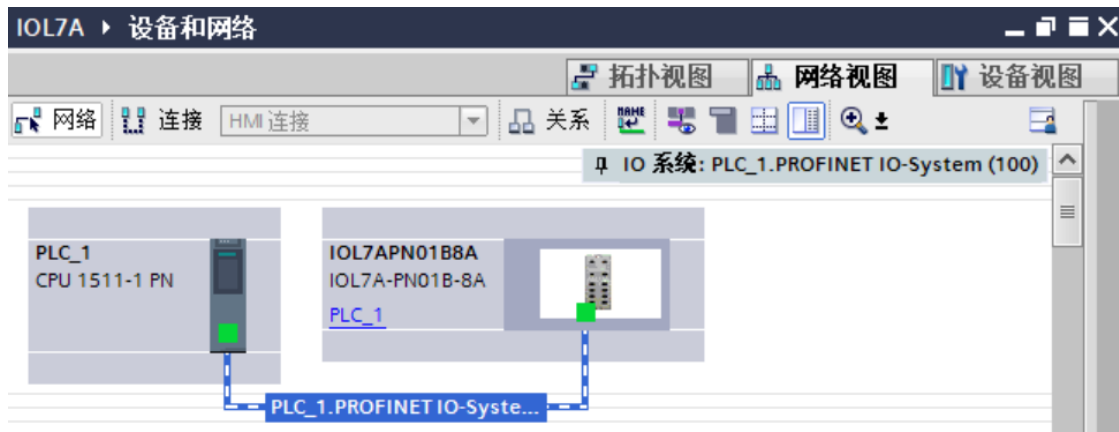 IOL7A ▸ 设备和网络
拓扑视图 网络视图 设备视图
网络 连接 HMI 连接 关系
IO 系统: PLC_1.PROFINET IO-System (100)
PLC_1
CPU 1511-1 PN
IOL7APN01B8A
IOL7A-PN01B-8A
PLC_1
PLC_1.PROFINET IO-Syste...